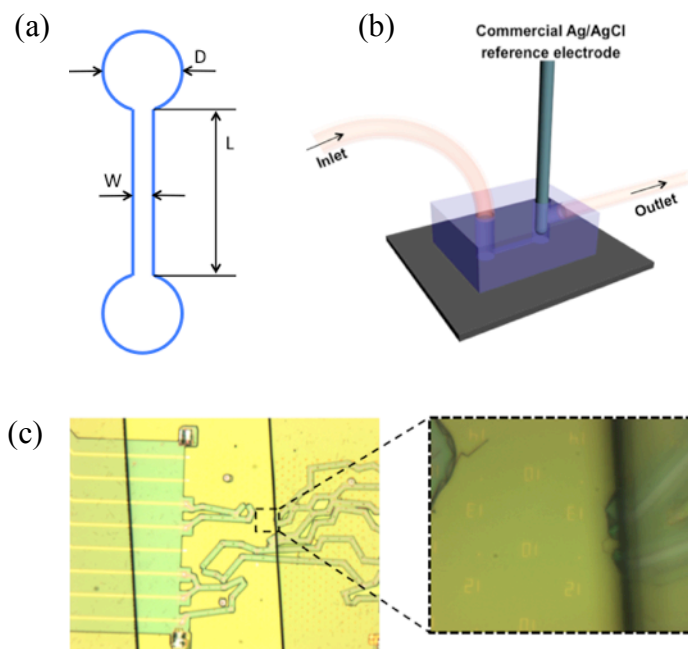 (a)
D
L
W
(b)
Commercial Ag/AgCl
reference electrode
Inlet
Outlet
(c)